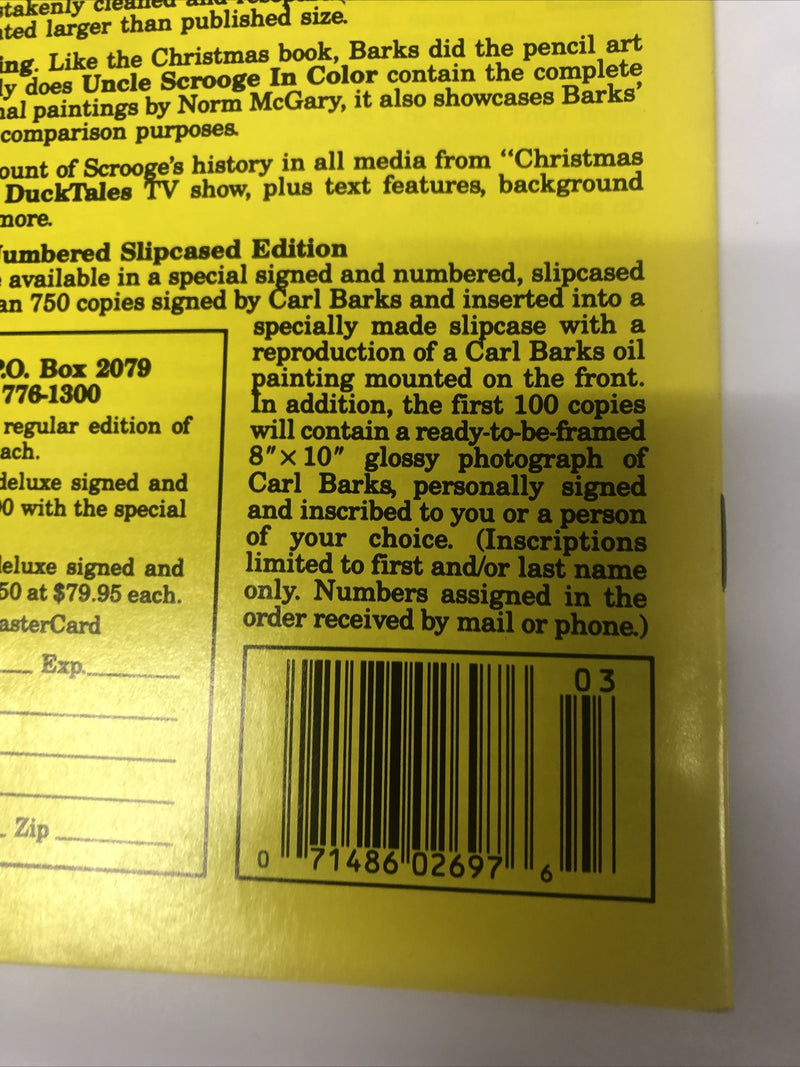 stakenly cleaned and
ated larger than published size.
ing. Like the Christmas book, Barks did the pencil art
ly does Uncle Scrooge In Color contain the complete
nal paintings by Norm McGary, it also showcases Barks’
comparison purposes.
ount of Scrooge’s history in all media from “Christmas
DuckTales TV show, plus text features, background
more.
Numbered Slipcased Edition
e available in a special signed and numbered, slipcased
an 750 copies signed by Carl Barks and inserted into a
specially made slipcase with a
reproduction of a Carl Barks oil
painting mounted on the front.
In addition, the first 100 copies
will contain a ready-to-be-framed
8″×10″ glossy photograph of
Carl Barks, personally signed
and inscribed to you or a person
of your choice. (Inscriptions
limited to first and/or last name
only. Numbers assigned in the
order received by mail or phone.)
P.O. Box 2079
776-1300
regular edition of
ach.
deluxe signed and
00 with the special
deluxe signed and
50 at $79.95 each.
asterCard
Exp.
Zip
03
0 71486 02697 6